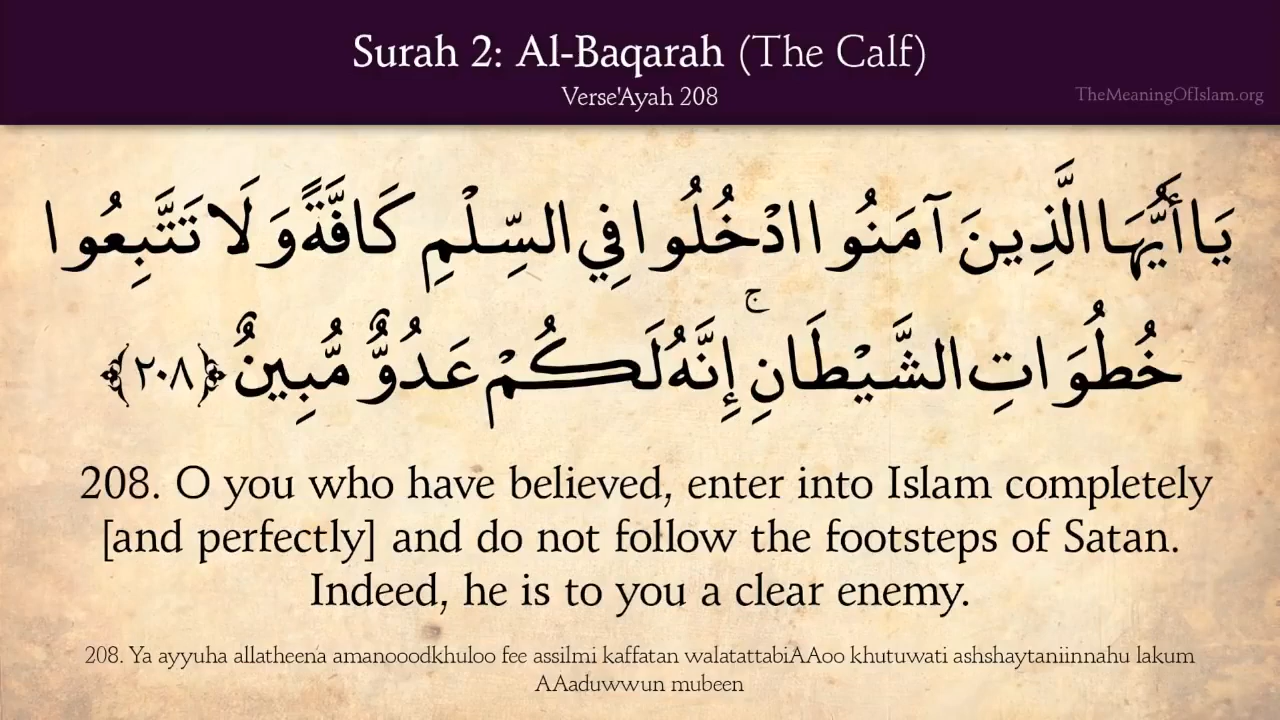 Surah 2: Al-Baqarah (The Calf)
Verse'Ayah 208
TheMeaningOfIslam.org
يَا أَيُّهَا الَّذِينَ آمَنُوا ادْخُلُوا فِي السِّلْمِ كَافَّةً وَلَا تَتَّبِعُوا
خُطُوَاتِ الشَّيْطَانِ ۚ إِنَّهُ لَكُمْ عَدُوٌّ مُّبِينٌ ﴿٢٠٨﴾
208. O you who have believed, enter into Islam completely
[and perfectly] and do not follow the footsteps of Satan.
Indeed, he is to you a clear enemy.
208. Ya ayyuha allatheena amanooodkhuloo fee assilmi kaffatan walatattabiAAoo khutuwati ashshaytaniinnahu lakum
AAaduwwun mubeen